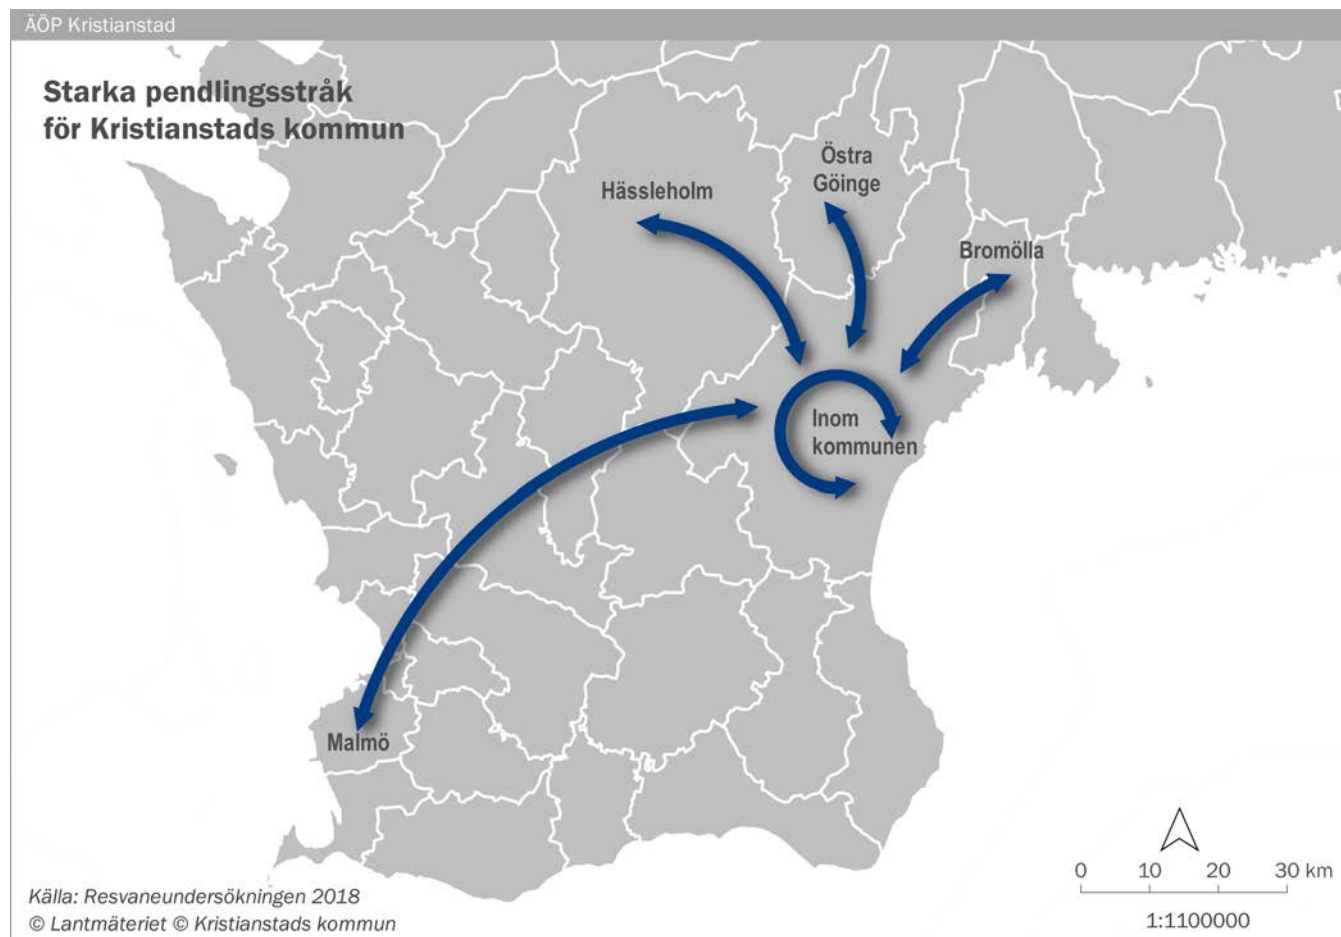 ÄÖP Kristianstad
Starka pendlingsstråk
för Kristianstads kommun
Östra
Göinge
Hässleholm
Bromölla
Inom
kommunen
Malmö
0 10 20 30 km
1:1100000
Källa: Resvaneundersökningen 2018
© Lantmäteriet © Kristianstads kommun